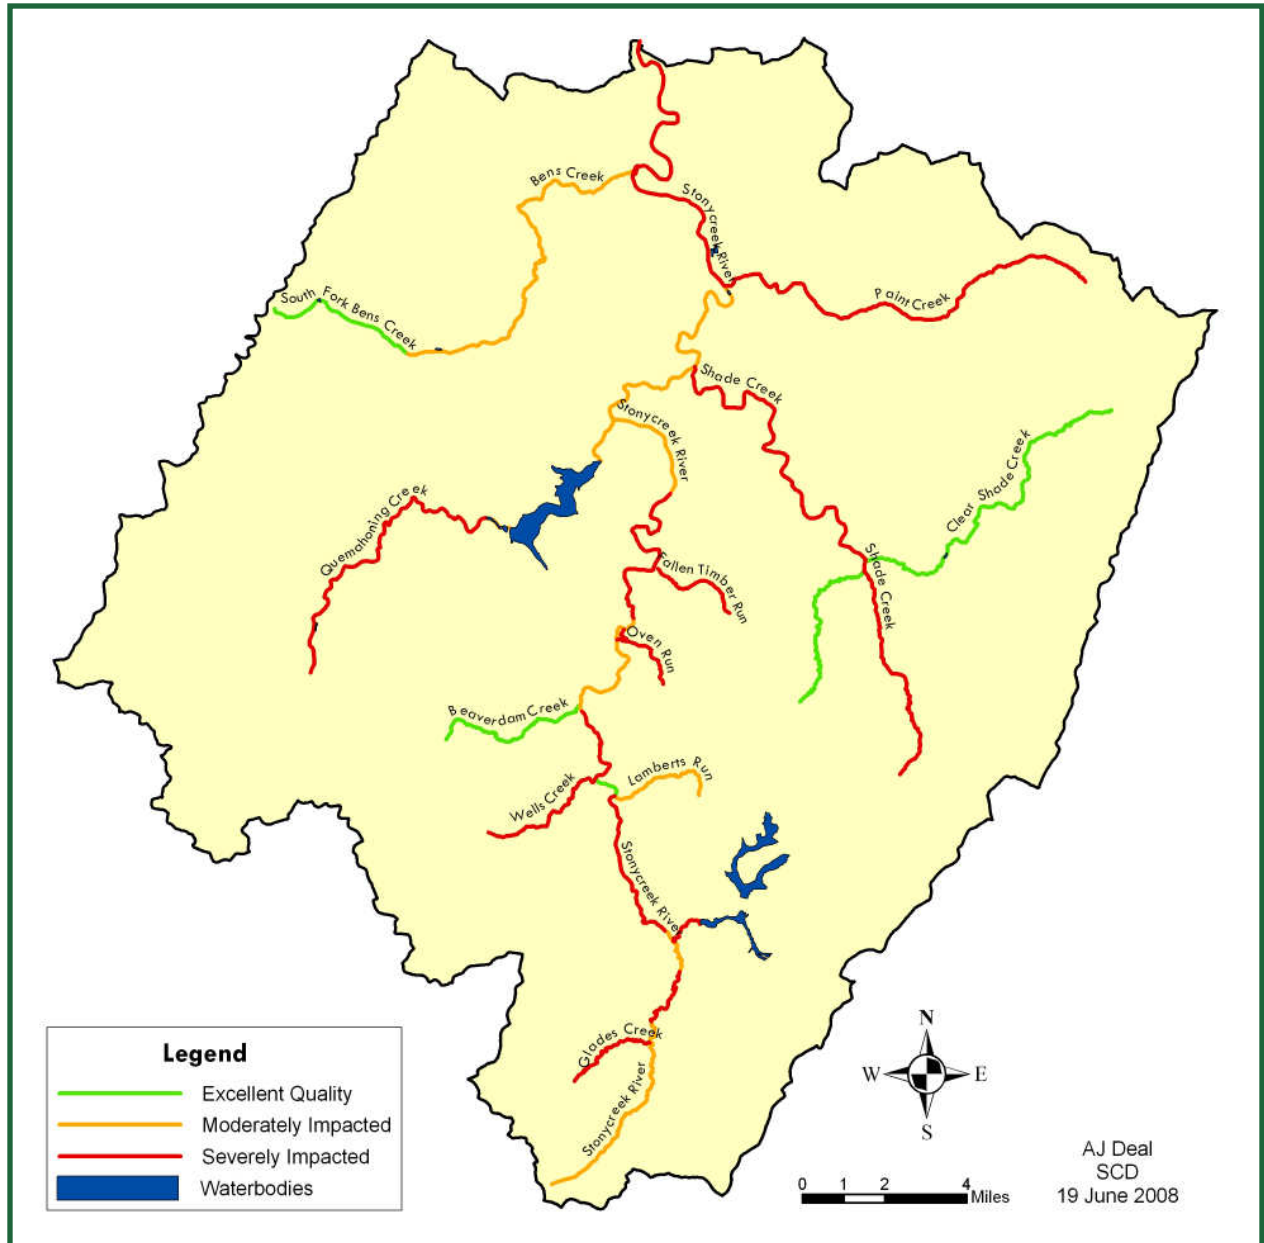 Bens Creek
Stonycreek River
South Fork Bens Creek
Paint Creek
Shade Creek
Stonycreek River
Clear Shade Creek
Quemahoning Creek
Shade Creek
Fallen Timber Run
Oven Run
Beaverdam Creek
Lamberts Run
Wells Creek
Stonycreek River
Glades Creek
Stonycreek River
Legend
Excellent Quality
Moderately Impacted
Severely Impacted
Waterbodies
N
W E
S
0 1 2 4
Miles
AJ Deal
SCD
19 June 2008